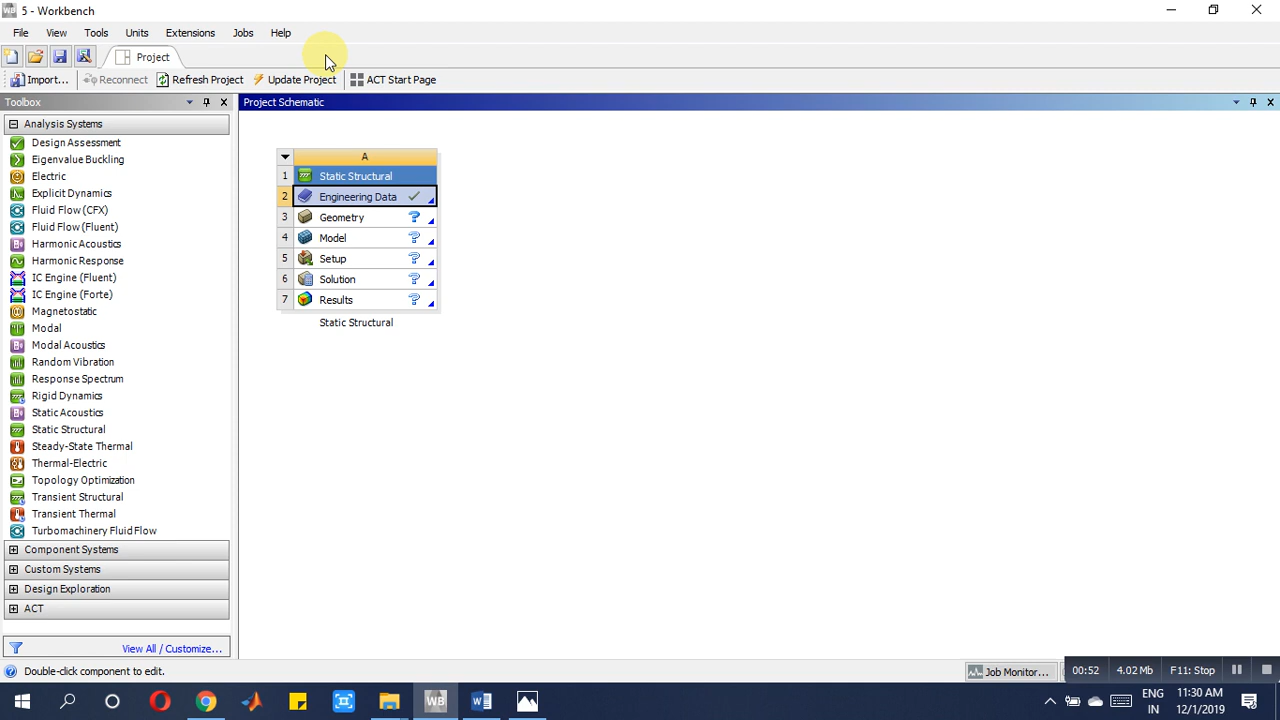 5 - Workbench
File View Tools Units Extensions Jobs Help
Project
Import... Reconnect Refresh Project Update Project ACT Start Page
Toolbox
Project Schematic
Analysis Systems
Design Assessment
Eigenvalue Buckling
Electric
Explicit Dynamics
Fluid Flow (CFX)
Fluid Flow (Fluent)
Harmonic Acoustics
Harmonic Response
IC Engine (Fluent)
IC Engine (Forte)
Magnetostatic
Modal
Modal Acoustics
Random Vibration
Response Spectrum
Rigid Dynamics
Static Acoustics
Static Structural
Steady-State Thermal
Thermal-Electric
Topology Optimization
Transient Structural
Transient Thermal
Turbomachinery Fluid Flow
Component Systems
Custom Systems
Design Exploration
ACT
View All / Customize...
A
1 Static Structural
2 Engineering Data
3 Geometry ?
4 Model ?
5 Setup ?
6 Solution ?
7 Results ?
Static Structural
Double-click component to edit.
Job Monitor...
00:52 4.02 Mb F11: Stop
WB
ENG
IN
11:30 AM
12/1/2019